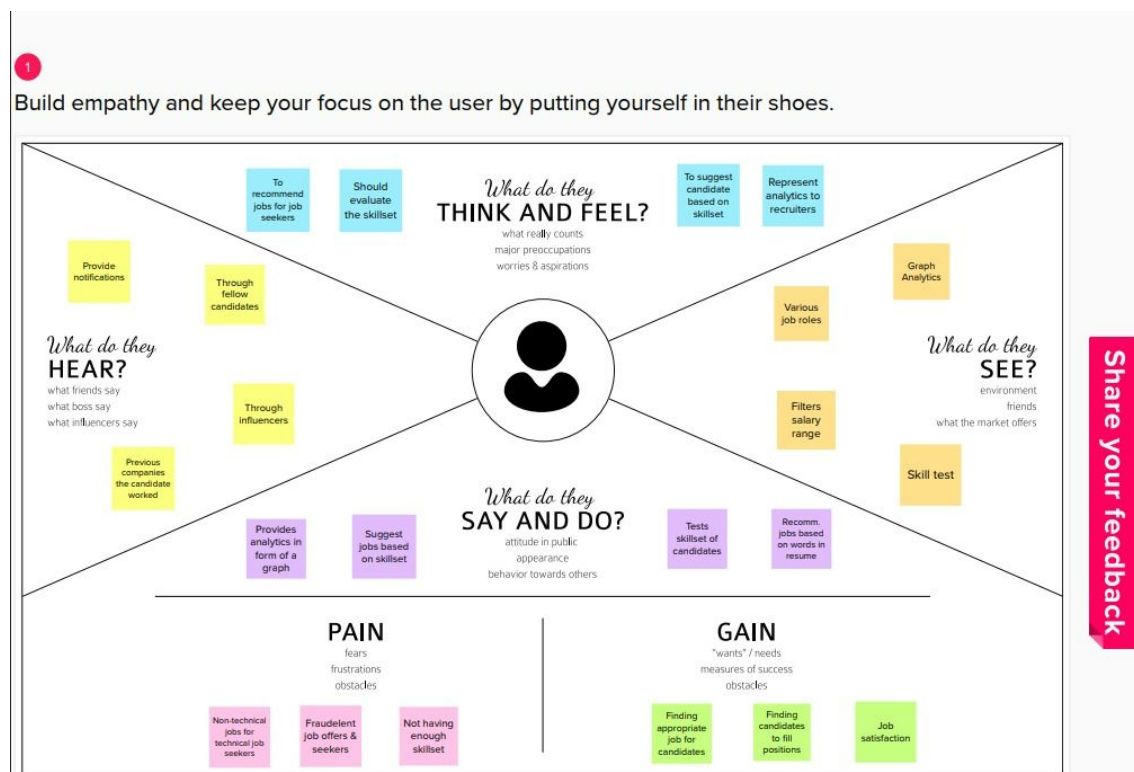 1
Build empathy and keep your focus on the user by putting yourself in their shoes.
To
recommend
jobs for job
seekers
Should
evaluate
the skillset
What do they
THINK AND FEEL?
what really counts
major preoccupations
worries & aspirations
To suggest
candidate
based on
skillset
Represent
analytics to
recruiters
Provide
notifications
Through
fellow
candidates
What do they
HEAR?
what friends say
what boss say
what influencers say
Through
influencers
Previous
companies
the candidate
worked
Graph
Analytics
Various
job roles
What do they
SEE?
environment
friends
what the market offers
Filters
salary
range
Skill test
What do they
SAY AND DO?
attitude in public
appearance
behavior towards others
Provides
analytics in
form of a
graph
Suggest
jobs based
on skillset
Tests
skillset of
candidates
Recomm.
jobs based
on words in
resume
PAIN
fears
frustrations
obstacles
Non-technical
jobs for
technical job
seekers
Fraudelent
job offers &
seekers
Not having
enough
skillset
GAIN
"wants" / needs
measures of success
obstacles
Finding
appropriate
job for
candidates
Finding
candidates
to fill
positions
Job
satisfaction
Share your feedback